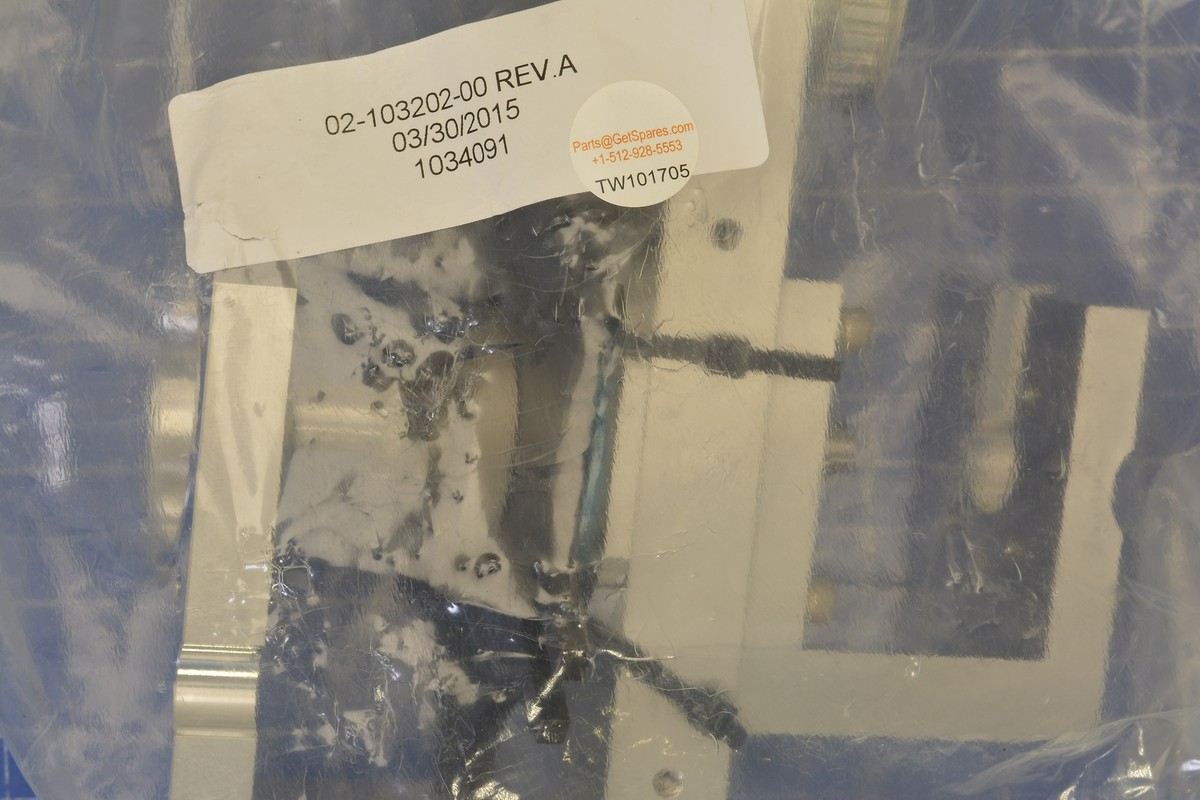 02-103202-00 REV.A
03/30/2015
1034091
Parts@GetSpares.com
+1-512-928-5553
TW101705